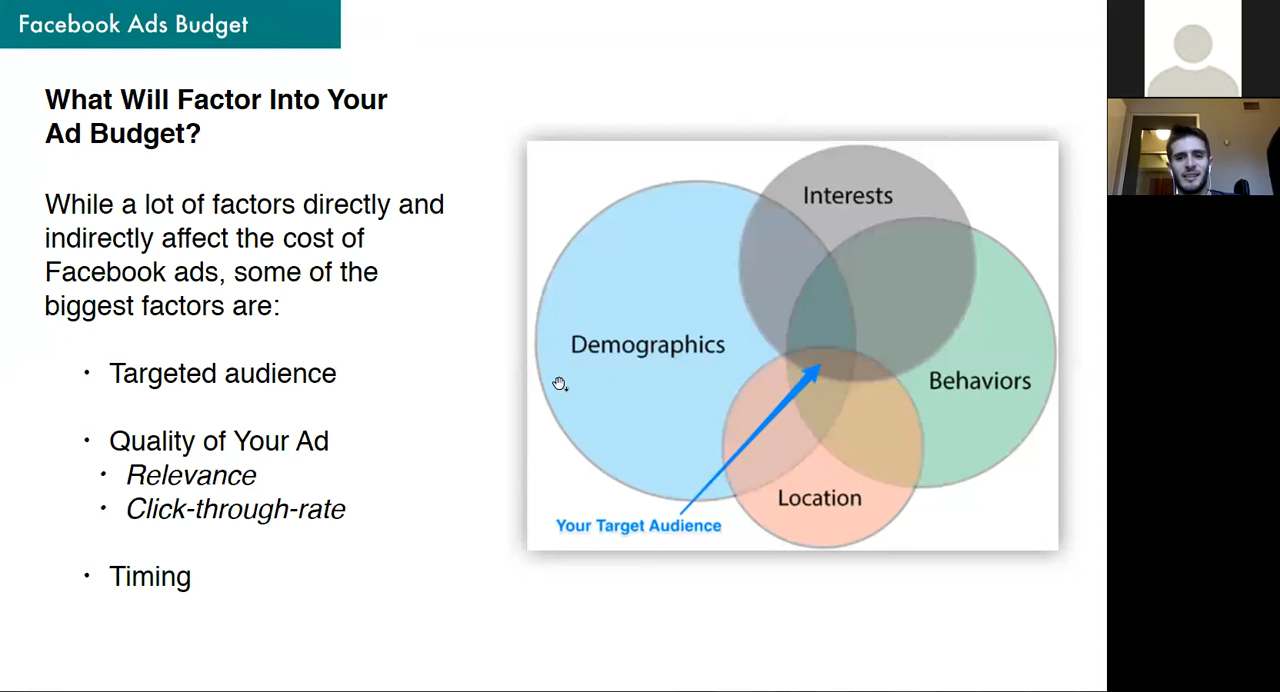 Facebook Ads Budget
What Will Factor Into Your
Ad Budget?
While a lot of factors directly and
indirectly affect the cost of
Facebook ads, some of the
biggest factors are:
· Targeted audience
· Quality of Your Ad
· Relevance
· Click-through-rate
· Timing
Interests
Demographics
Behaviors
Location
Your Target Audience